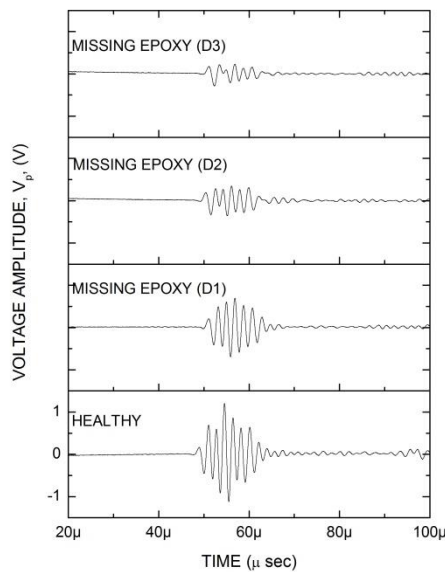 MISSING EPOXY (D3)
MISSING EPOXY (D2)
MISSING EPOXY (D1)
HEALTHY
VOLTAGE AMPLITUDE, Vp, (V)
1
0
-1
20µ 40µ 60µ 80µ 100µ
TIME (µ sec)